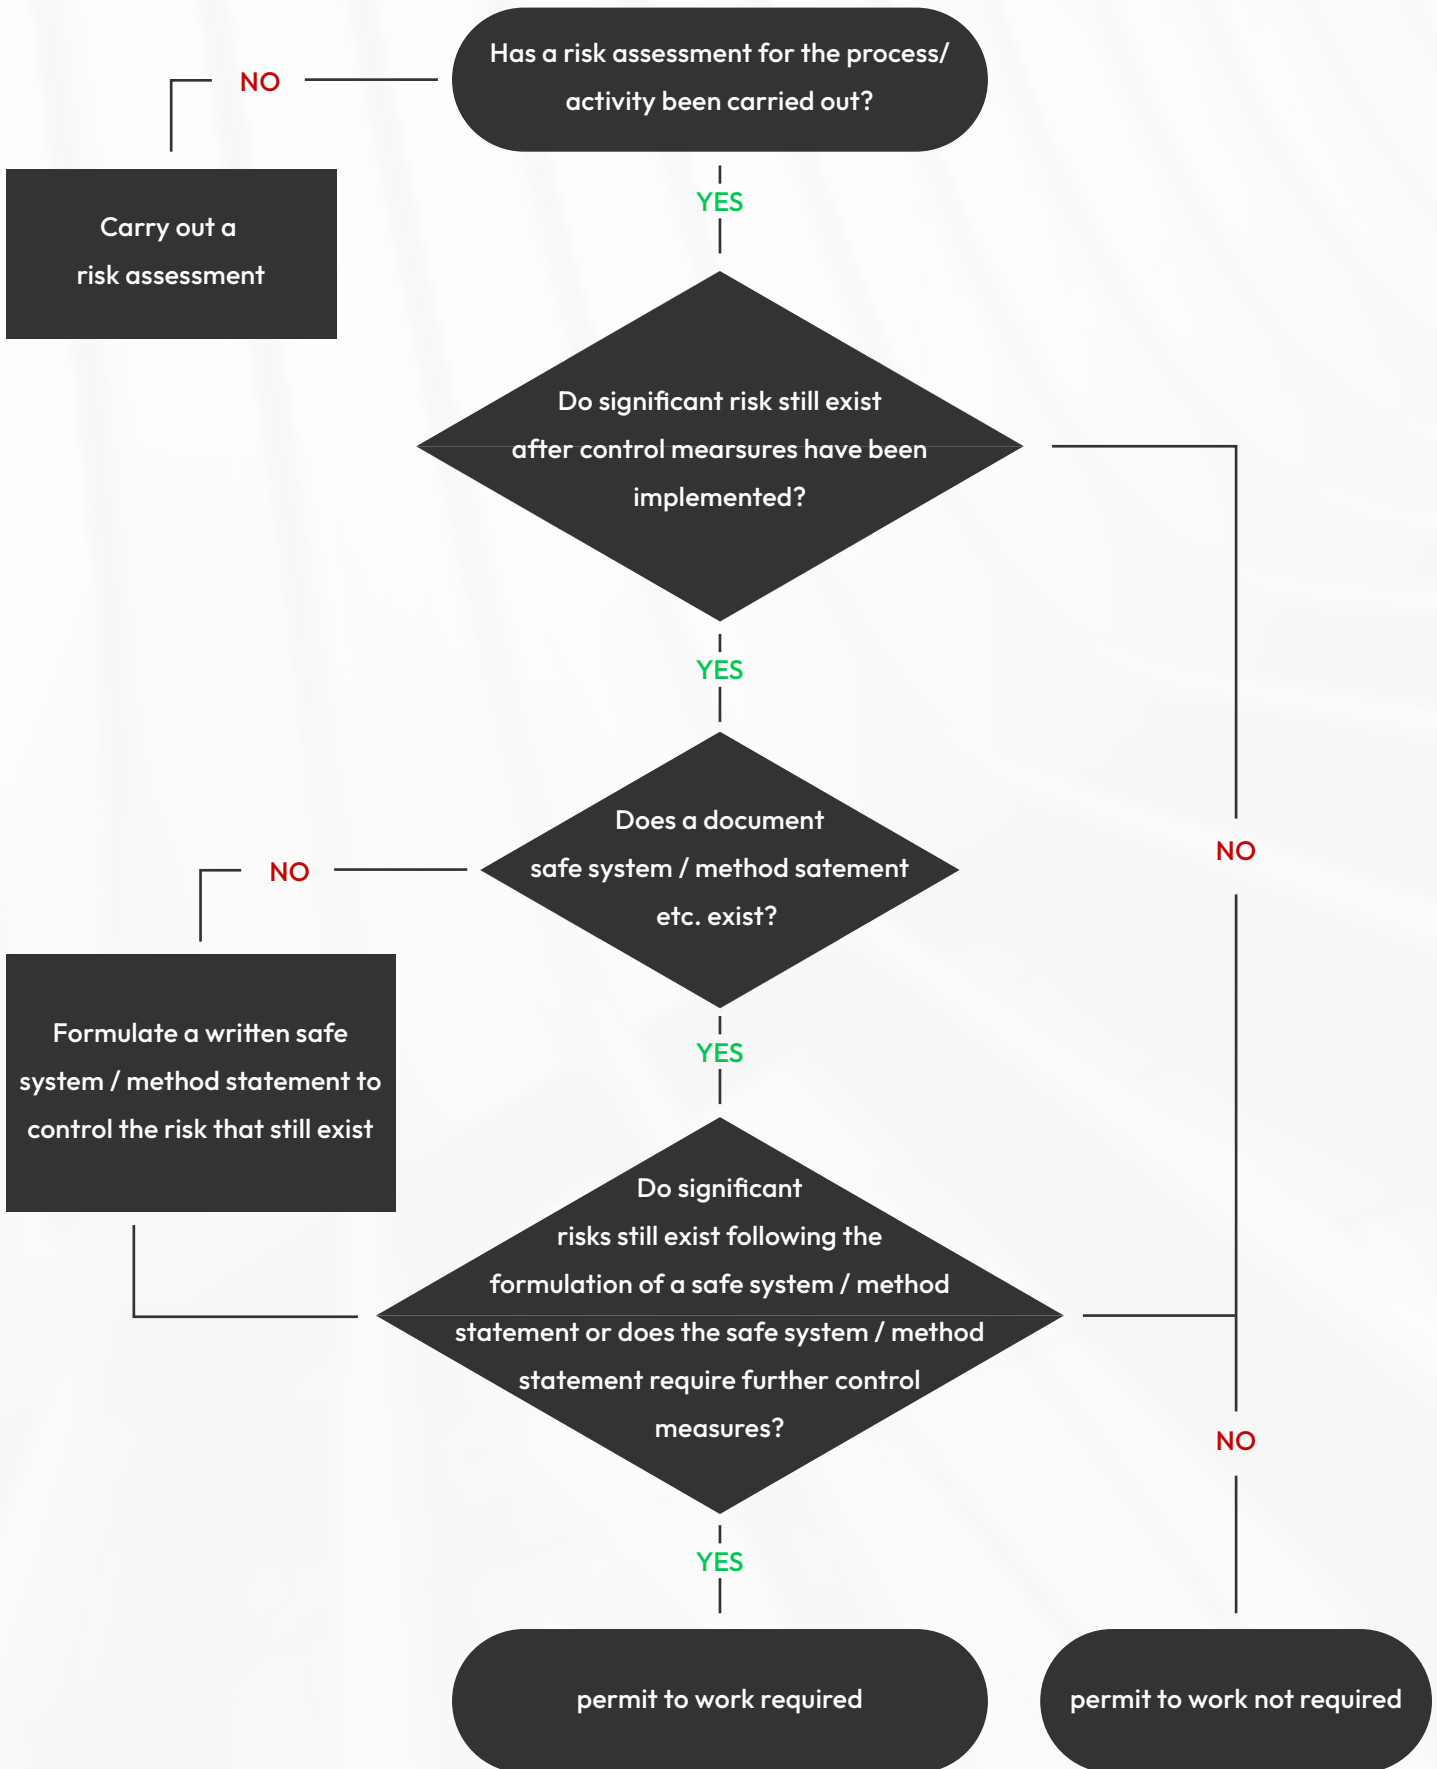 Has a risk assessment for the process/
activity been carried out?
NO
YES
Carry out a
risk assessment
Do significant risk still exist
after control mearsures have been
implemented?
YES
Does a document
safe system / method satement
etc. exist?
NO
NO
YES
Formulate a written safe
system / method statement to
control the risk that still exist
Do significant
risks still exist following the
formulation of a safe system / method
statement or does the safe system / method
statement require further control
measures?
NO
YES
permit to work required
permit to work not required